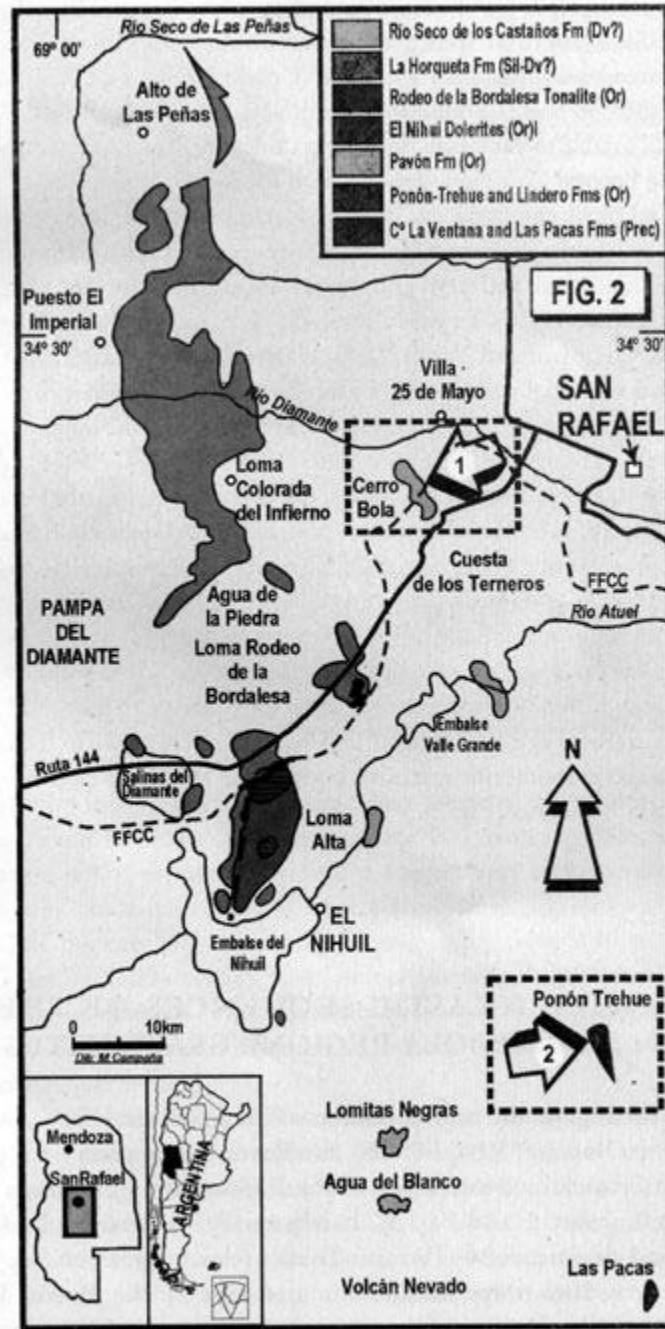 69° 00'
Río Seco de Las Peñas
Río Seco de los Castaños Fm (Dv?)
La Horqueta Fm (Sil-Dv?)
Rodeo de la Bordalesa Tonalite (Or)
El Nihuil Dolerites (Or)I
Pavón Fm (Or)
Ponón-Trehue and Lindero Fms (Or)
Cº La Ventana and Las Pacas Fms (Prec)
Alto de
Las Peñas
FIG. 2
Puesto El
Imperial
34° 30'
34° 30'
Villa
25 de Mayo
SAN
RAFAEL
Río Diamante
1
Loma
Colorada
del Infierno
Cerro
Bola
Cuesta
de los Terneros
FFCC
Río Atuel
Agua de
la Piedra
PAMPA
DEL
DIAMANTE
Loma Rodeo
de la
Bordalesa
Embalse
Valle Grande
Ruta 144
Salinas del
Diamante
N
FFCC
Loma
Alta
EL
NIHUIL
Embalse del
Nihuil
Ponón Trehue
2
0 10km
Dib: M. Campaña
Lomitas Negras
Mendoza
SanRafael
ARGENTINA
Agua del Blanco
Volcán Nevado
Las Pacas